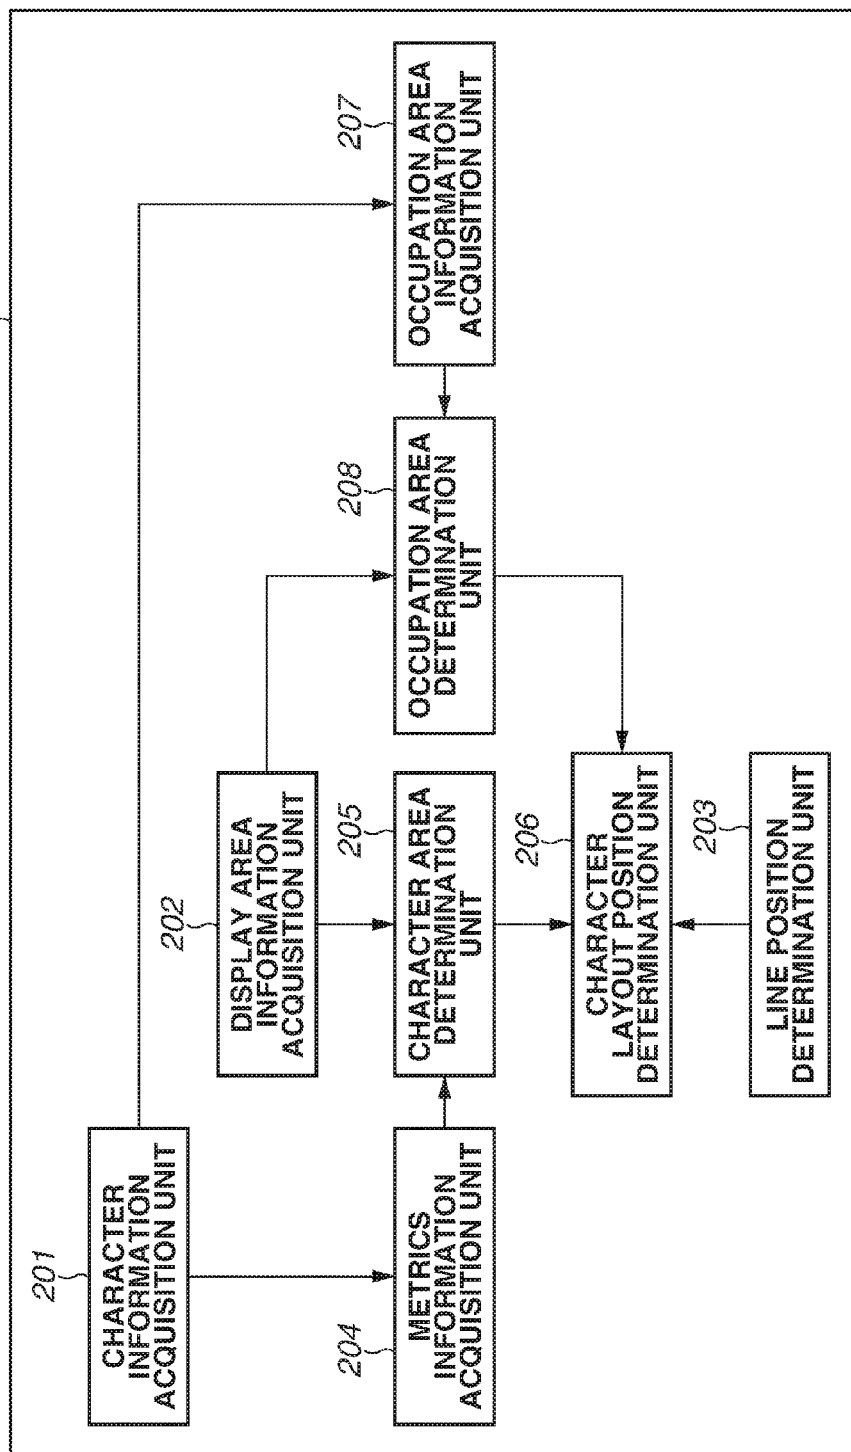 201
CHARACTER
INFORMATION
ACQUISITION UNIT
202
DISPLAY AREA
INFORMATION
ACQUISITION UNIT
204
METRICS
INFORMATION
ACQUISITION UNIT
205
CHARACTER AREA
DETERMINATION
UNIT
208
OCCUPATION AREA
DETERMINATION
UNIT
207
OCCUPATION AREA
INFORMATION
ACQUISITION UNIT
206
CHARACTER
LAYOUT POSITION
DETERMINATION UNIT
203
LINE POSITION
DETERMINATION UNIT